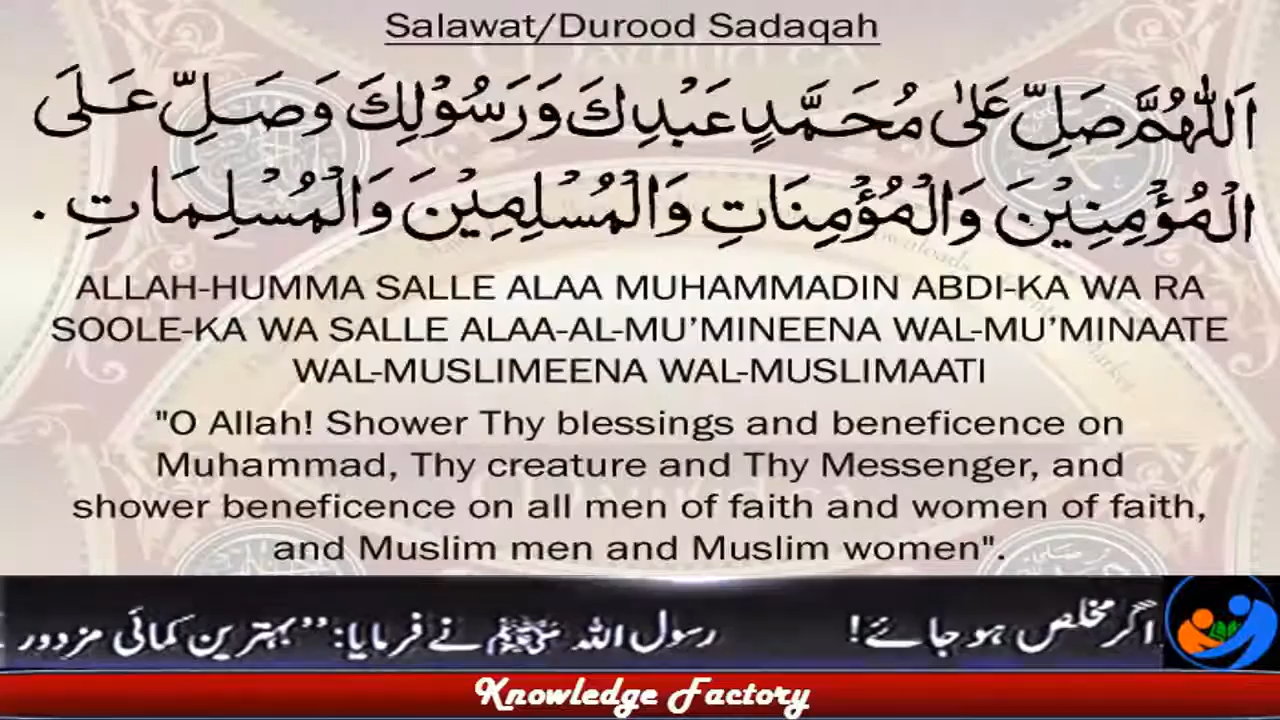 Salawat/Durood Sadaqah
اَللّٰهُمَّ صَلِّ عَلٰى مُحَمَّدٍ عَبْدِكَ وَرَسُوْلِكَ وَصَلِّ عَلَى
الْمُؤْمِنِيْنَ وَالْمُؤْمِنَاتِ وَالْمُسْلِمِيْنَ وَالْمُسْلِمَاتِ .
ALLAH-HUMMA SALLE ALAA MUHAMMADIN ABDI-KA WA RA
SOOLE-KA WA SALLE ALAA-AL-MU’MINEENA WAL-MU’MINAATE
WAL-MUSLIMEENA WAL-MUSLIMAATI
"O Allah! Shower Thy blessings and beneficence on
Muhammad, Thy creature and Thy Messenger, and
shower beneficence on all men of faith and women of faith,
and Muslim men and Muslim women".
اگر مخلص ہو جائے! رسول اللہ ﷺ نے فرمایا: ’’بہترین کمائی مزدور
Knowledge Factory